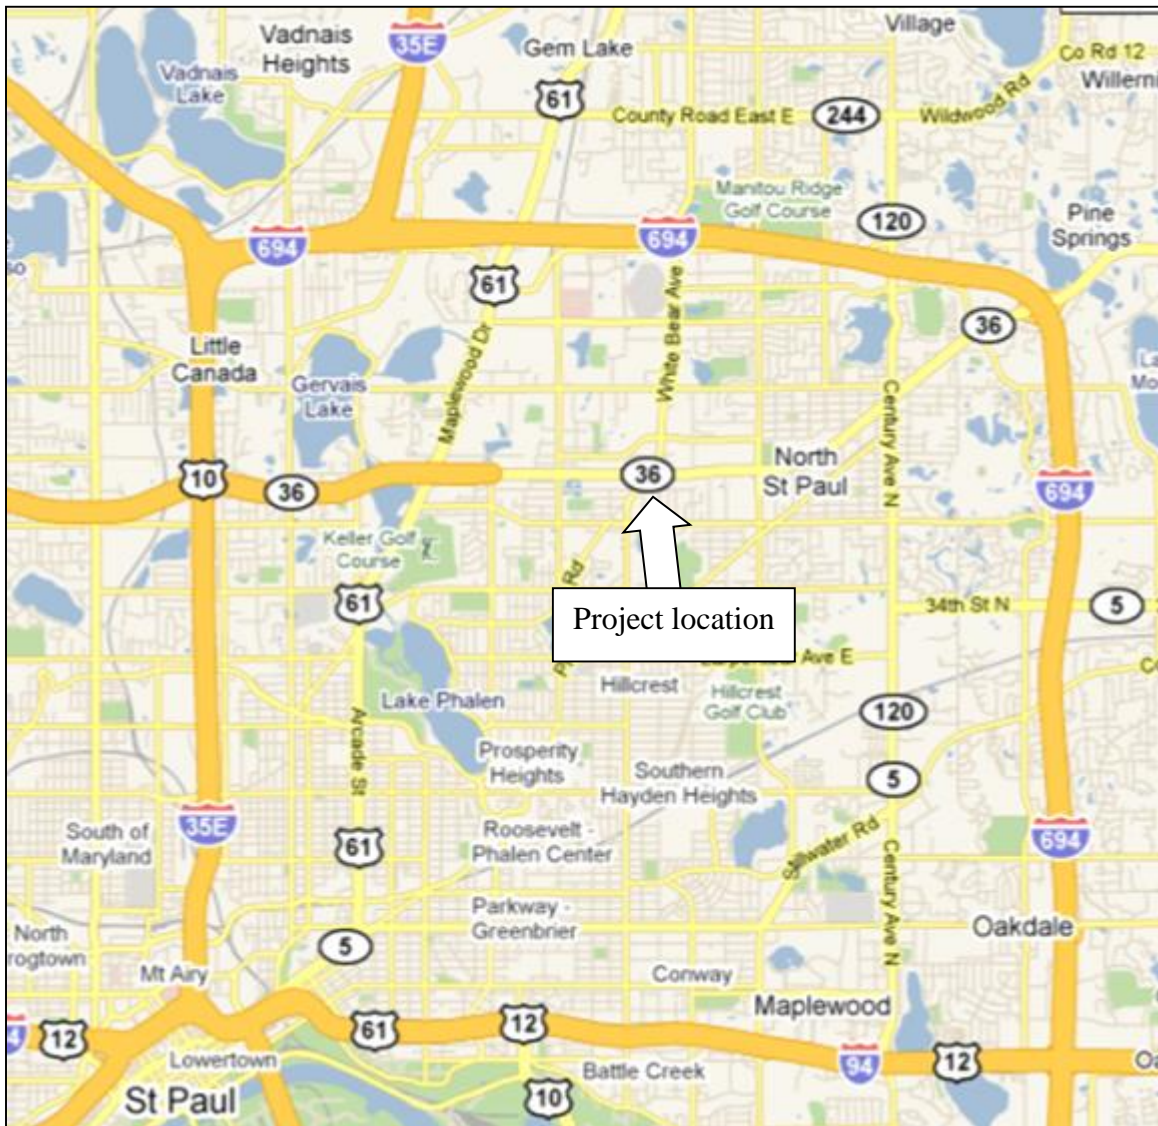 Village
Vadnais
Heights
35E
Gem Lake
Co Rd 12
Vadnais
Lake
61
County Road East E
244
Wildwood Rd
Manitou Ridge
Golf Course
120
Pine
Springs
694
694
61
White Bear Ave
36
Little
Canada
Maplewood Dr
Gervais
Lake
Century Ave N
10
36
36
North
St Paul
694
Keller Golf
Course
Rd
61
Project location
34th St N
5
Ave E
Hillcrest
Hillcrest
Golf Club
Lake Phalen
120
Arcade St
Prosperity
Heights
Southern
Hayden Heights
5
35E
South of
Maryland
61
Roosevelt -
Phalen Center
Stillwater Rd
Century Ave N
694
Parkway -
Greenbrier
Oakdale
North
5
Mt Airy
Conway
Maplewood
12
61
12
94
12
Lowertown
Battle Creek
St Paul
10